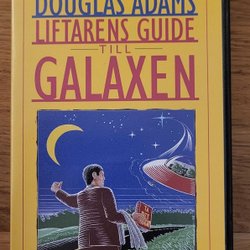 DOUGLAS ADAMS
LIFTARENS GUIDE
TILL
GALAXEN